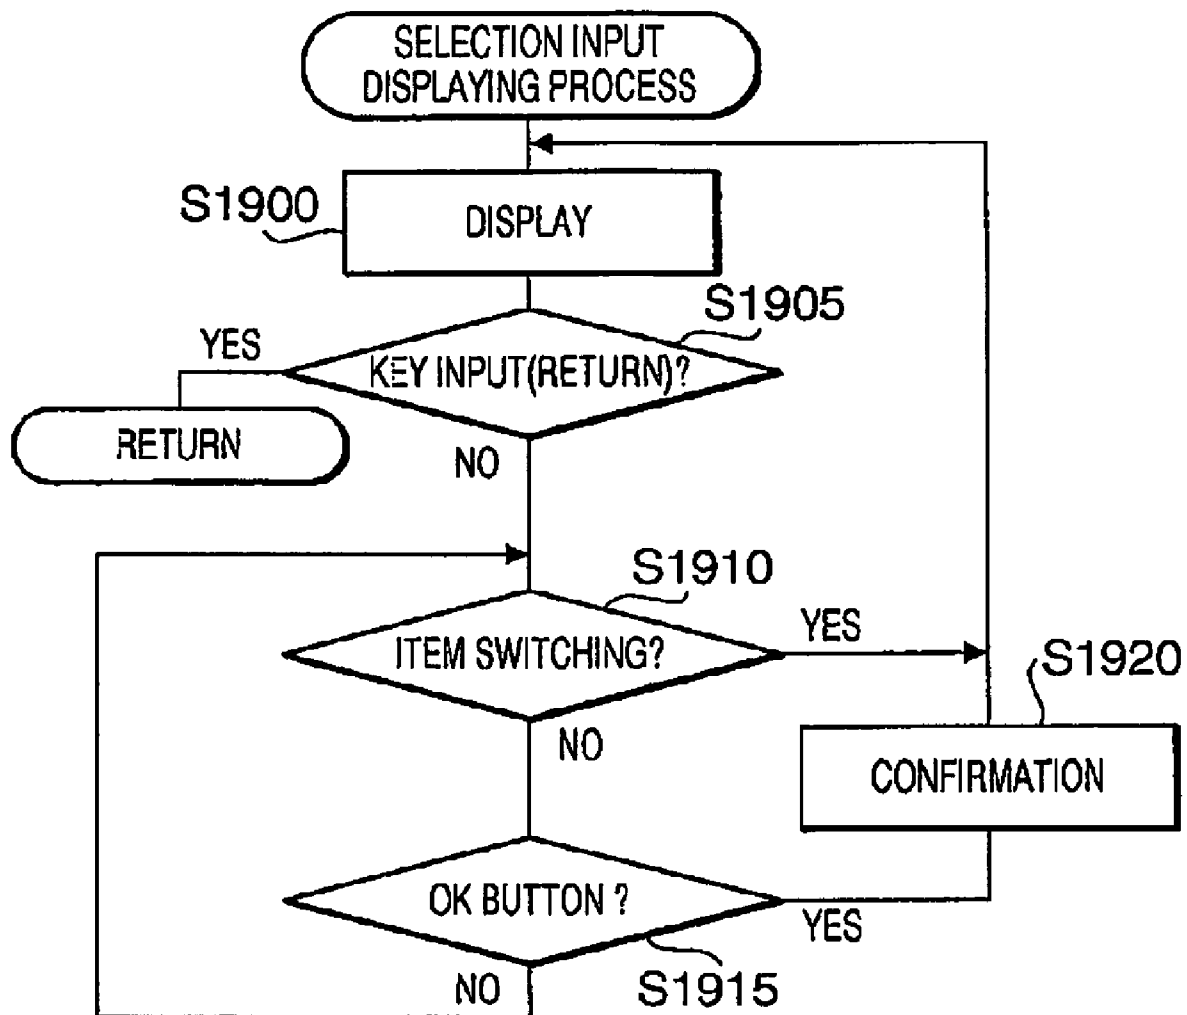 SELECTION INPUT
DISPLAYING PROCESS
S1900
DISPLAY
S1905
YES
KEY INPUT(RETURN)?
RETURN
NO
S1910
ITEM SWITCHING?
YES
S1920
NO
CONFIRMATION
OK BUTTON ?
YES
NO
S1915